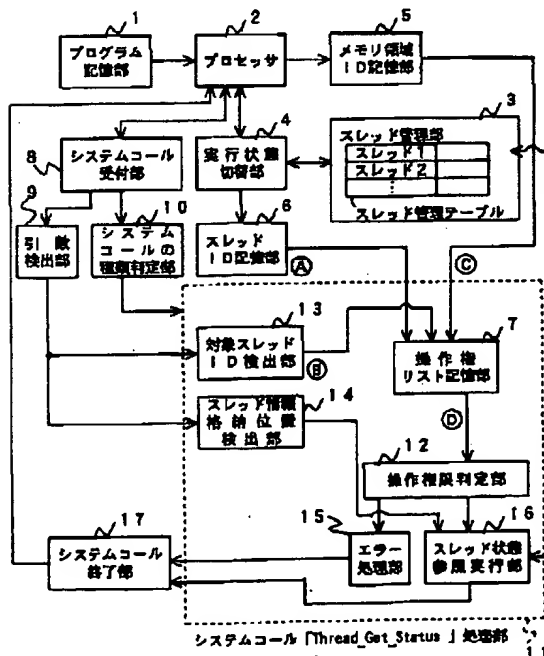 1
プログラム
記憶部
2
プロセッサ
5
メモリ領域
ID記憶部
3
スレッド管理部
スレッド1
スレッド2
⋮
スレッド管理テーブル
4
実行状態
切替部
8
システムコール
受付部
9
引数
検出部
10
システム
コールの
種類判定部
6
スレッド
ID記憶部
Ⓐ
Ⓒ
13
対象スレッド
ID検出部
Ⓑ
7
操作権
リスト記憶部
14
スレッド情報
格納位置
検出部
Ⓓ
12
操作権限判定部
15
エラー
処理部
16
スレッド状態
参照実行部
17
システムコール
終了部
システムコール「Thread_Get_Status 」処理部
11